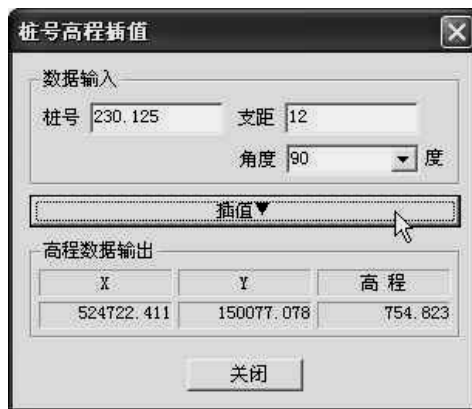 桩号高程插值
数据输入
桩号 230.125 支距 12
角度 90 度
插值▼
高程数据输出
X Y 高程
524722.411 150077.078 754.823
关闭